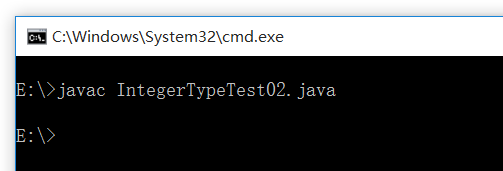 C:\Windows\System32\cmd.exe
E:\>javac IntegerTypeTest02.java
E:\>